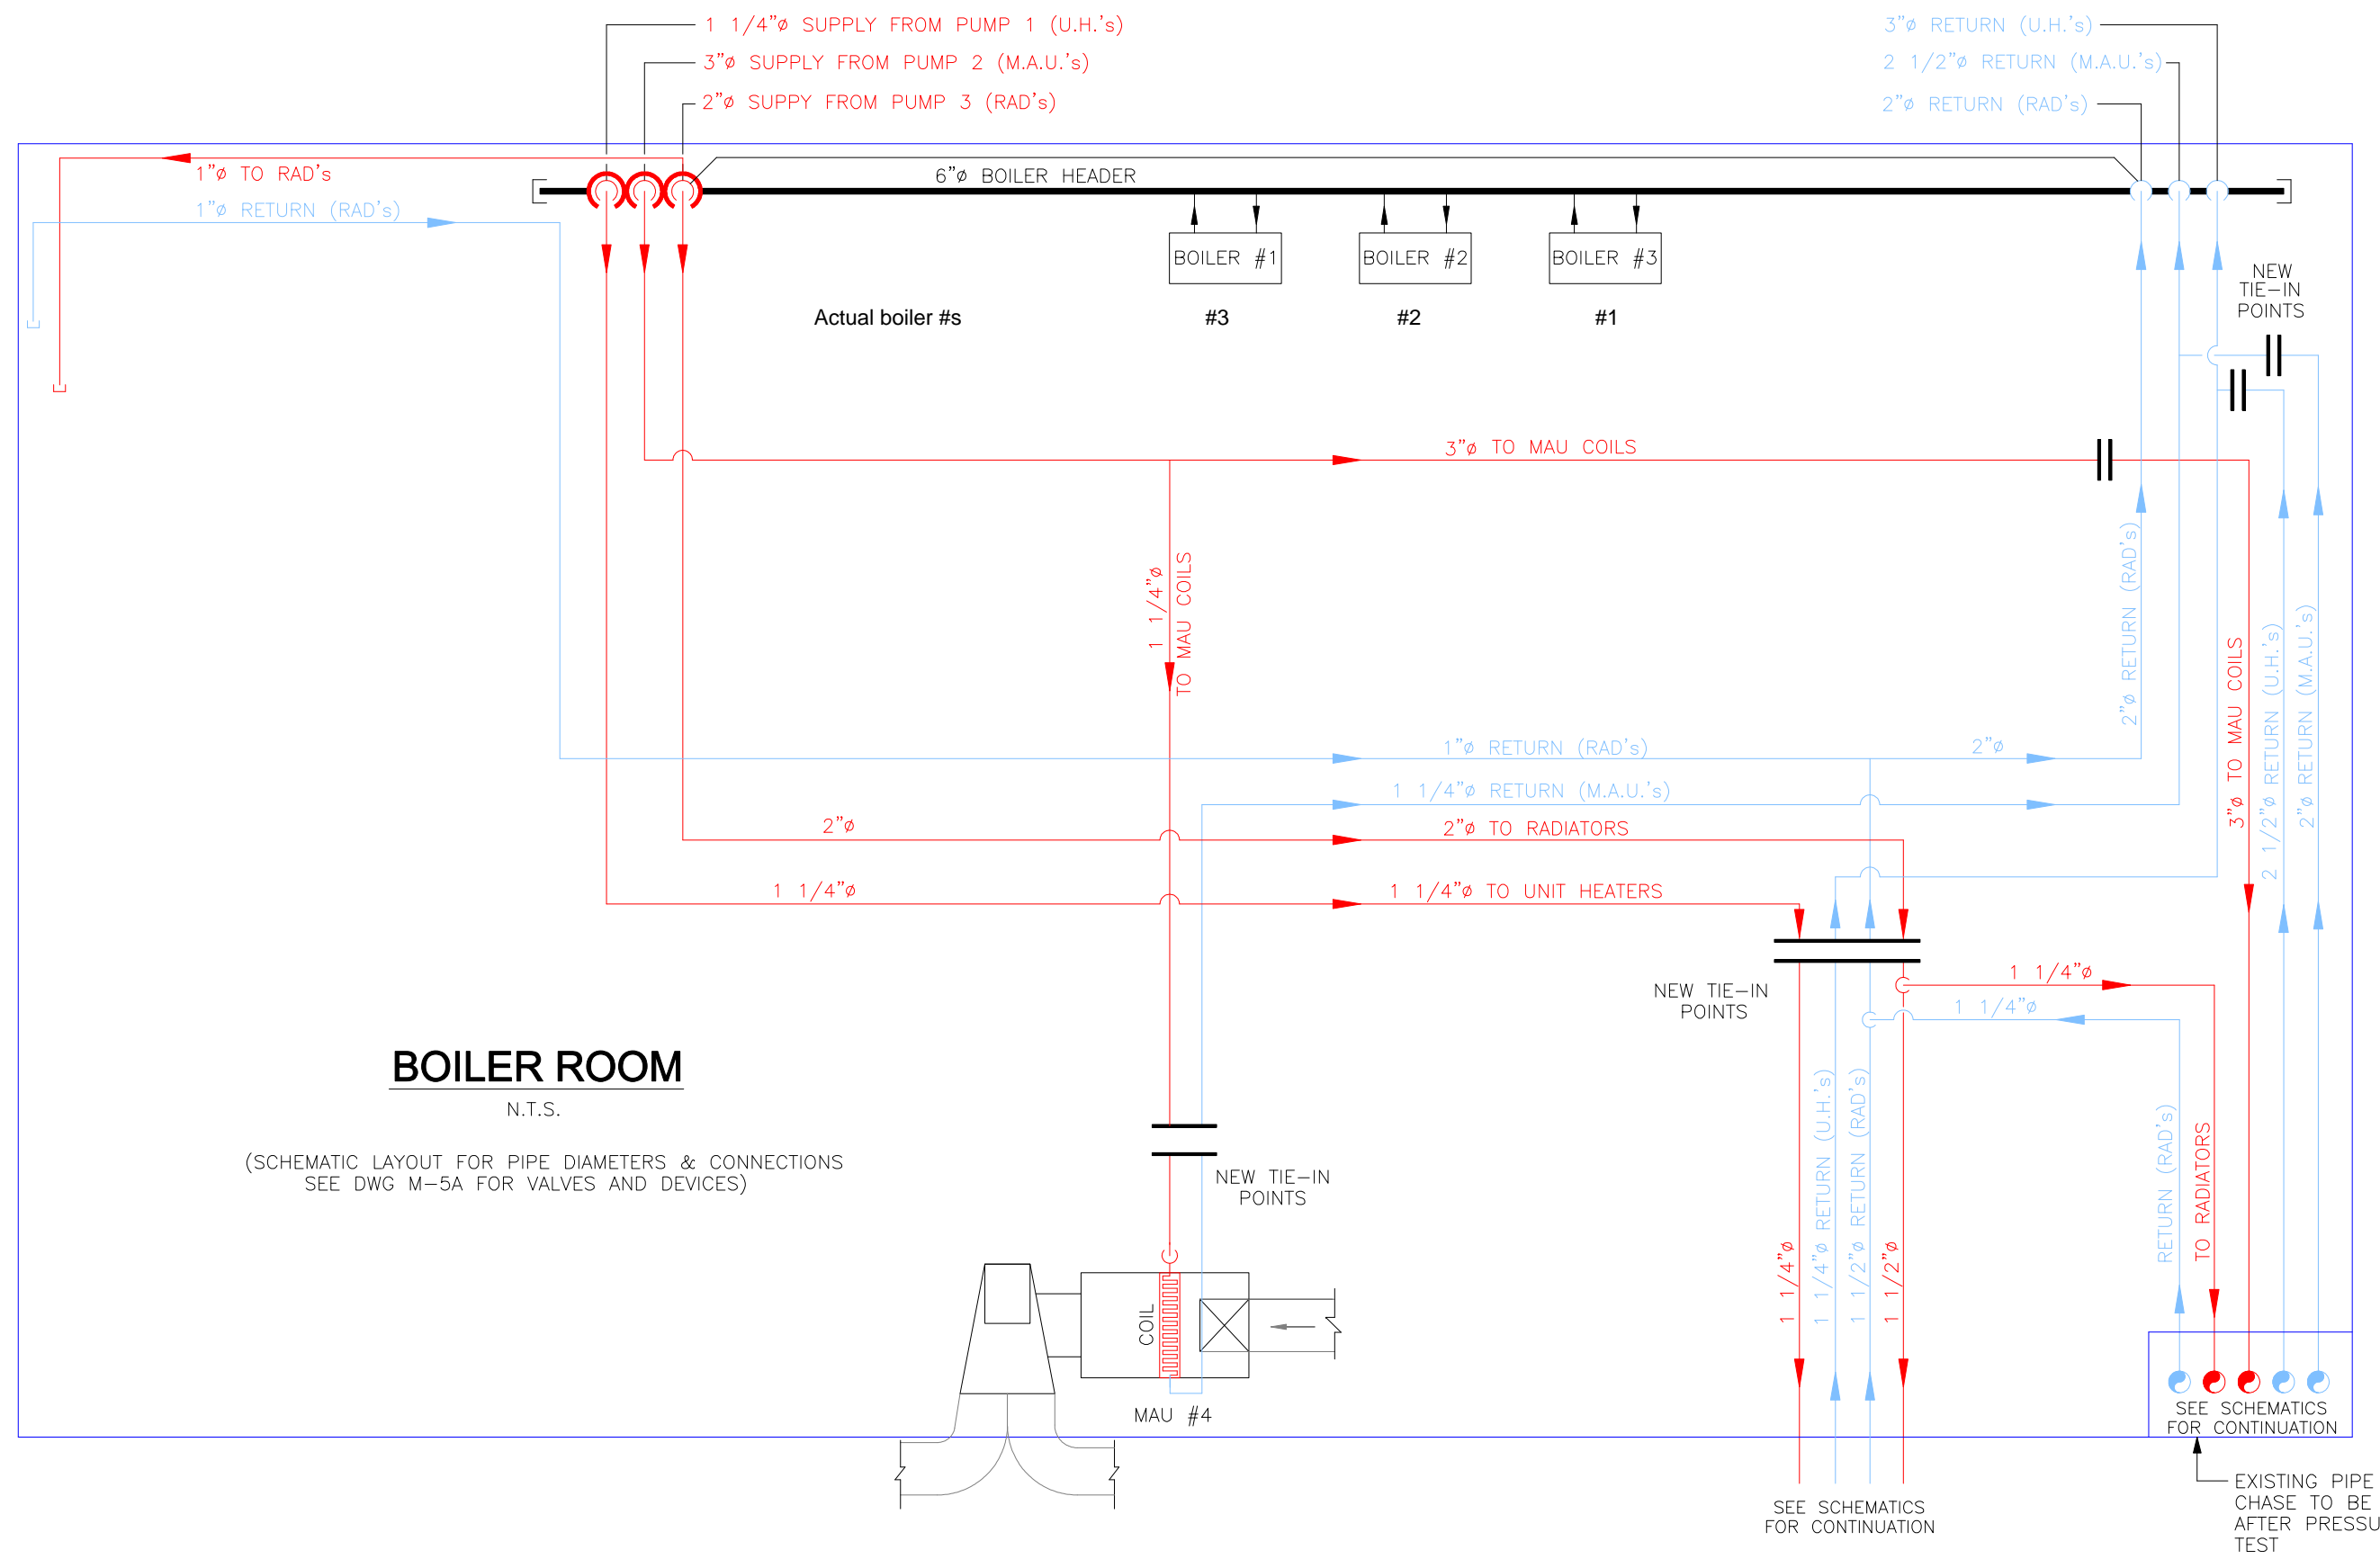 1 1/4"ø SUPPLY FROM PUMP 1 (U.H.'s)
3"ø SUPPLY FROM PUMP 2 (M.A.U.'s)
2"ø SUPPY FROM PUMP 3 (RAD's)
3"ø RETURN (U.H.'s)
2 1/2"ø RETURN (M.A.U.'s)
2"ø RETURN (RAD's)
1"ø TO RAD's
6"ø BOILER HEADER
1"ø RETURN (RAD's)
BOILER #1
BOILER #2
BOILER #3
NEW
TIE-IN
POINTS
Actual boiler #s
#3
#2
#1
3"ø TO MAU COILS
1 1/4"ø
TO MAU COILS
2"ø RETURN (RAD's)
3"ø TO MAU COILS
2 1/2"ø RETURN (U.H.'s)
2"ø RETURN (M.A.U.'s)
1"ø RETURN (RAD's)
2"ø
1 1/4"ø RETURN (M.A.U.'s)
2"ø
2"ø TO RADIATORS
1 1/4"ø
1 1/4"ø TO UNIT HEATERS
NEW TIE-IN
POINTS
1 1/4"ø
1 1/4"ø
BOILER ROOM
N.T.S.
(SCHEMATIC LAYOUT FOR PIPE DIAMETERS & CONNECTIONS
SEE DWG M-5A FOR VALVES AND DEVICES)
NEW TIE-IN
POINTS
1 1/4"ø
1 1/4"ø RETURN (U.H.'s)
1 1/2"ø RETURN (RAD's)
1 1/2"ø
RETURN (RAD's)
TO RADIATORS
COIL
MAU #4
SEE SCHEMATICS
FOR CONTINUATION
SEE SCHEMATICS
FOR CONTINUATION
EXISTING PIPE
CHASE TO BE
AFTER PRESSU
TEST